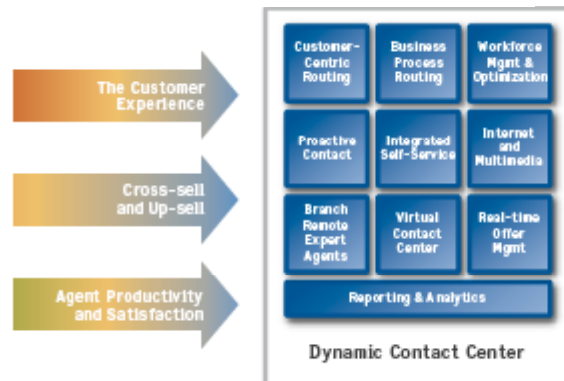 The Customer
Experience
Cross-sell
and Up-sell
Agent Productivity
and Satisfaction
Customer-
Centric
Routing
Business
Process
Routing
Workforce
Mgmt &
Optimization
Proactive
Contact
Integrated
Self-Service
Internet
and
Multimedia
Branch
Remote
Expert
Agents
Virtual
Contact
Center
Real-time
Offer
Mgmt
Reporting & Analytics
Dynamic Contact Center